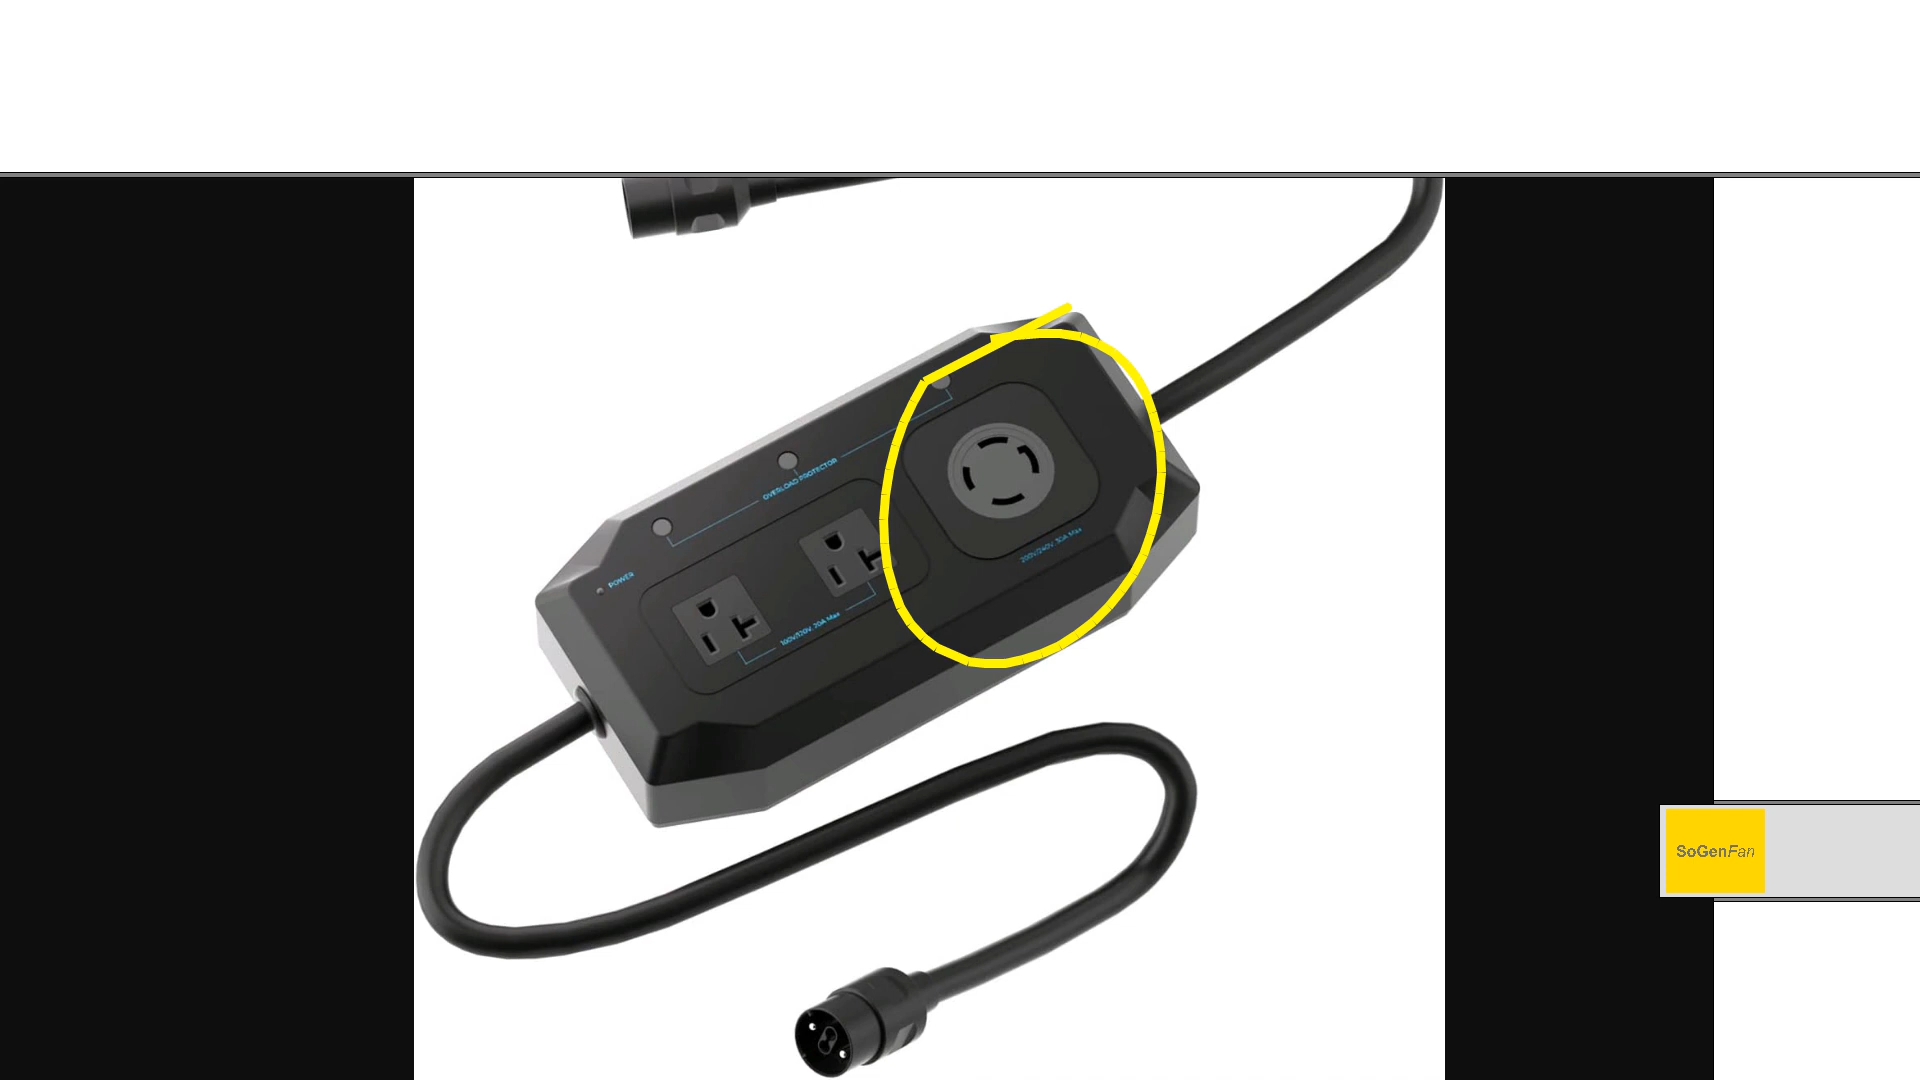 OVERLOAD PROTECTOR
200V/240V, 30A Max
POWER
100V/120V, 20A Max
SoGenFan